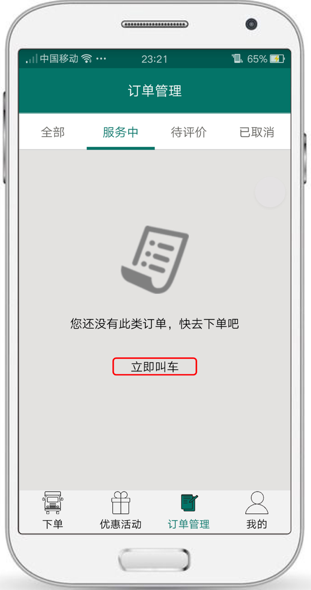 中国移动 23:21 65%
订单管理
全部 服务中 待评价 已取消
您还没有此类订单，快去下单吧
立即叫车
下单 优惠活动 订单管理 我的